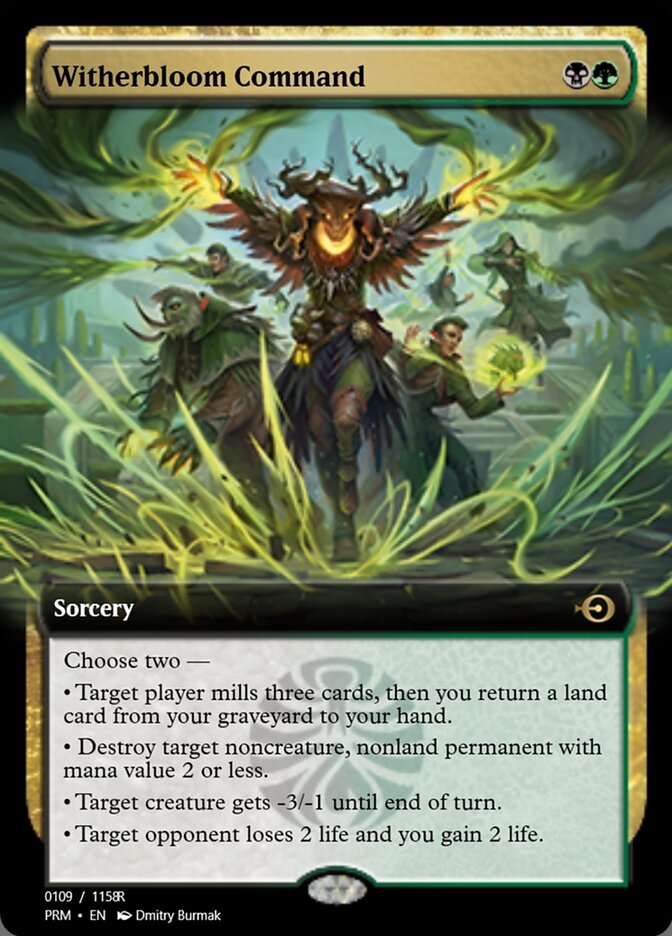 Witherbloom Command
Sorcery
Choose two —
• Target player mills three cards, then you return a land
card from your graveyard to your hand.
• Destroy target noncreature, nonland permanent with
mana value 2 or less.
• Target creature gets -3/-1 until end of turn.
• Target opponent loses 2 life and you gain 2 life.
0109 / 1158R
PRM • EN Dmitry Burmak